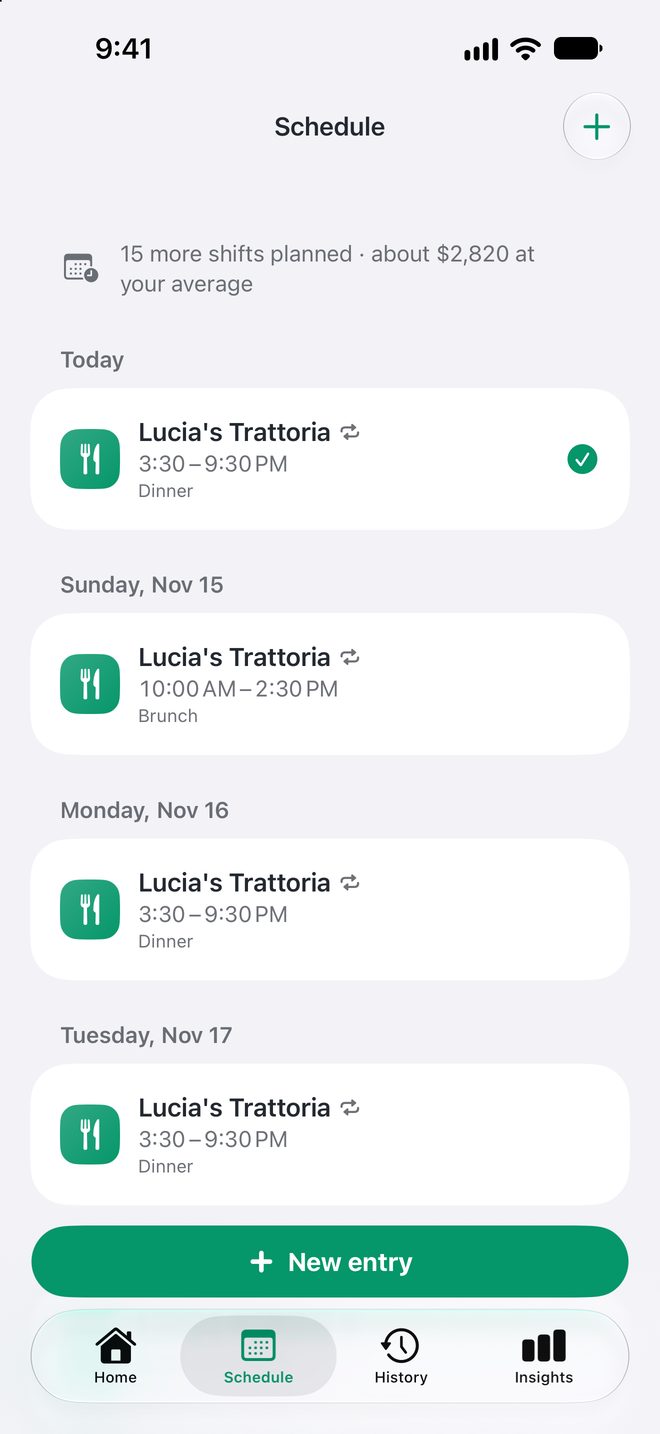 9:41
Schedule
15 more shifts planned · about $2,820 at
your average
Today
Lucia's Trattoria
3:30 – 9:30 PM
Dinner
Sunday, Nov 15
Lucia's Trattoria
10:00 AM – 2:30 PM
Brunch
Monday, Nov 16
Lucia's Trattoria
3:30 – 9:30 PM
Dinner
Tuesday, Nov 17
Lucia's Trattoria
3:30 – 9:30 PM
Dinner
+ New entry
Home
Schedule
History
Insights